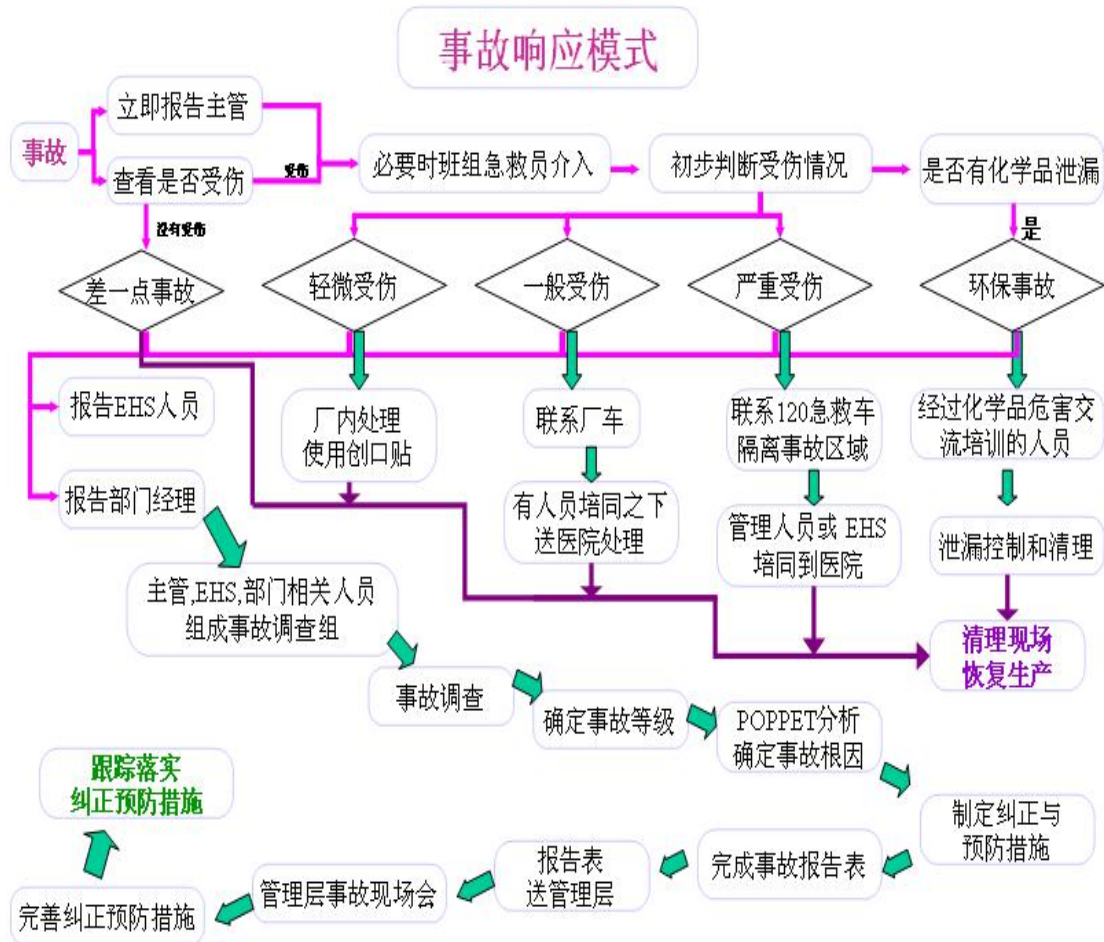 事故响应模式
立即报告主管
事故
查看是否受伤
受伤
必要时班组急救员介入
初步判断受伤情况
是否有化学品泄漏
没有受伤
是
差一点事故
轻微受伤
一般受伤
严重受伤
环保事故
报告EHS人员
报告部门经理
厂内处理
使用创口贴
联系厂车
有人员培同之下
送医院处理
联系120急救车
隔离事故区域
管理人员或 EHS
培同到医院
经过化学品危害交
流培训的人员
泄漏控制和清理
清理现场
恢复生产
主管,EHS,部门相关人员
组成事故调查组
事故调查
确定事故等级
POPPET分析
确定事故根因
制定纠正与
预防措施
完成事故报告表
报告表
送管理层
管理层事故现场会
完善纠正预防措施
跟踪落实
纠正预防措施